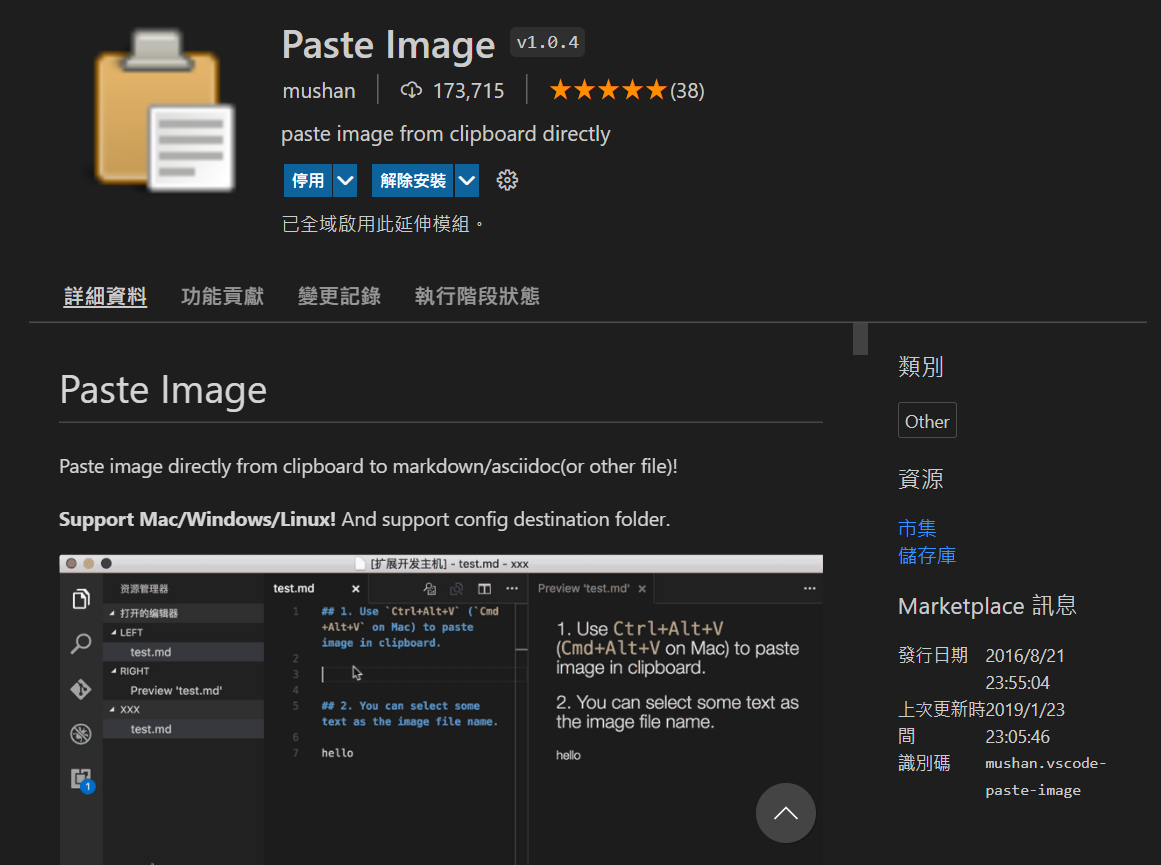 Paste Image v1.0.4
mushan 173,715 (38)
paste image from clipboard directly
停用 解除安裝
已全域啟用此延伸模組。
詳細資料 功能貢獻 變更記錄 執行階段狀態
Paste Image
Paste image directly from clipboard to markdown/asciidoc(or other file)!
Support Mac/Windows/Linux! And support config destination folder.
[扩展开发主机] - test.md - xxx
资源管理器
打开的编辑器
LEFT
test.md
RIGHT
Preview 'test.md'
XXX
test.md
1
test.md
1 ## 1. Use `Ctrl+Alt+V` (`Cmd
+Alt+V` on Mac) to paste
image in clipboard.
2
3
4
5 ## 2. You can select some
text as the image file name.
6
7 hello
Preview 'test.md'
1. Use Ctrl+Alt+V
(Cmd+Alt+V on Mac) to paste
image in clipboard.
2. You can select some text as
the image file name.
hello
類別
Other
資源
市集
儲存庫
Marketplace 訊息
發行日期 2016/8/21
23:55:04
上次更新時2019/1/23
間 23:05:46
識別碼 mushan.vscode-
paste-image